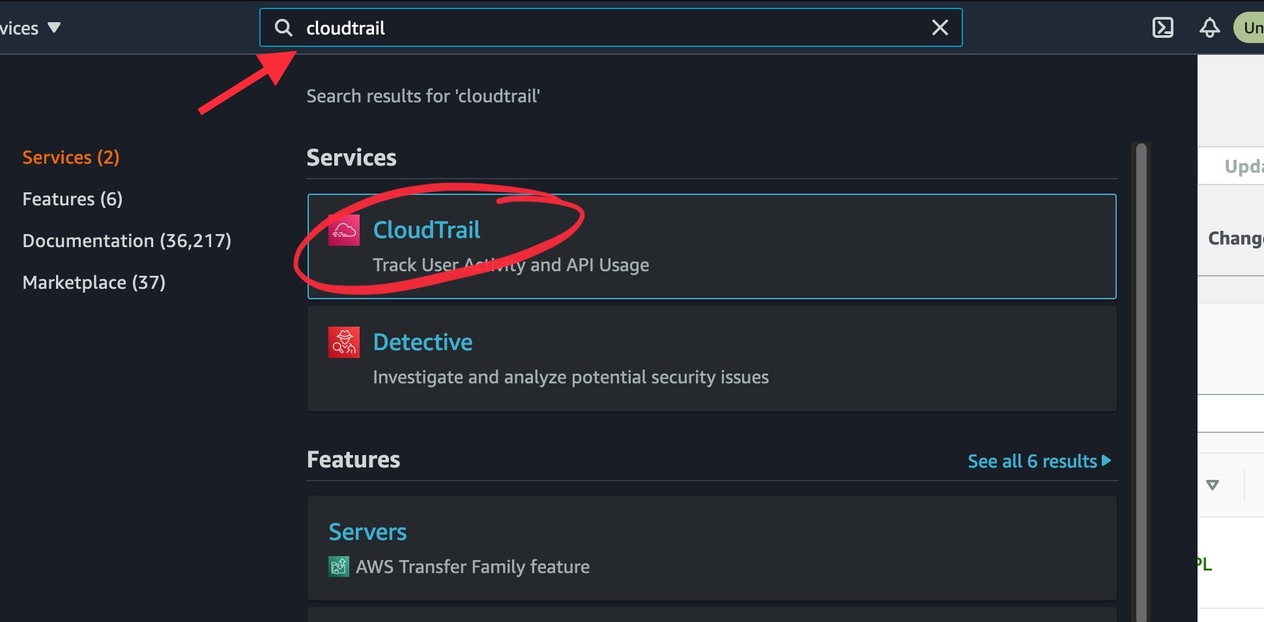 vices
cloudtrail
Search results for 'cloudtrail'
Services (2)
Features (6)
Documentation (36,217)
Marketplace (37)
Services
CloudTrail
Track User Activity and API Usage
Detective
Investigate and analyze potential security issues
Features
See all 6 results
Servers
AWS Transfer Family feature
Un
Upda
Change
PL